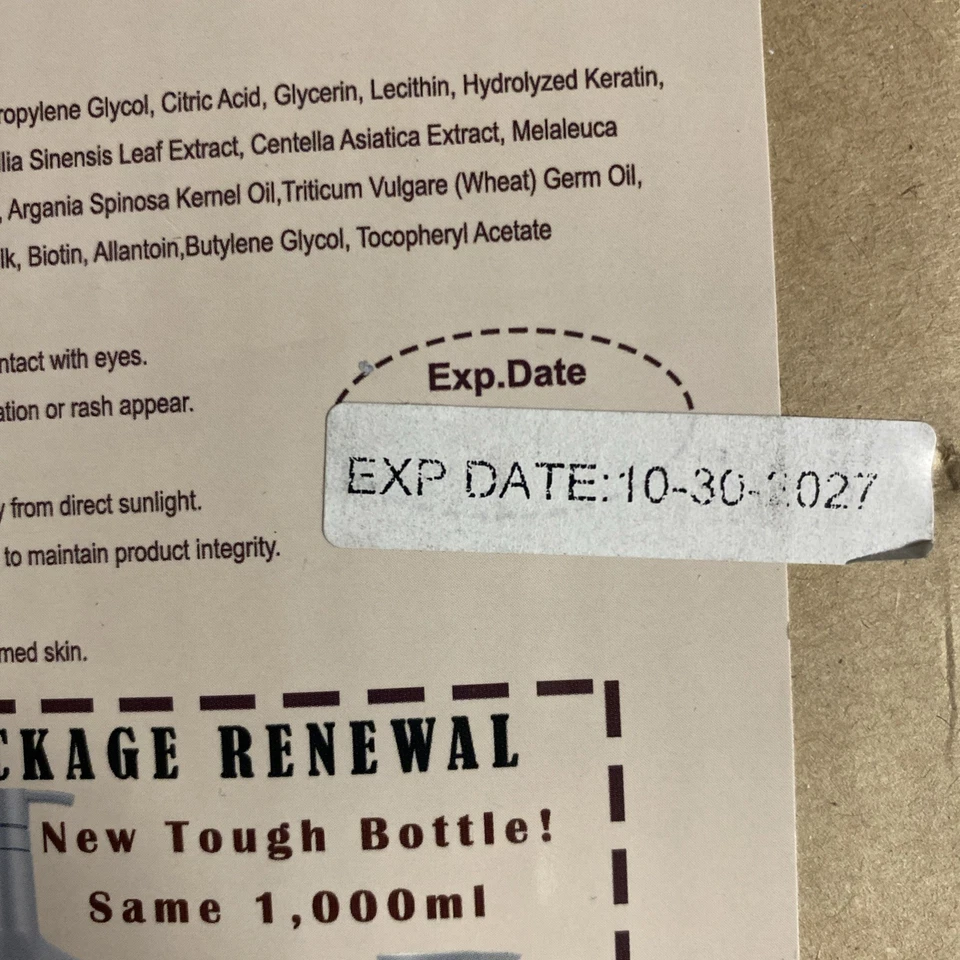 ropylene Glycol, Citric Acid, Glycerin, Lecithin, Hydrolyzed Keratin,
lia Sinensis Leaf Extract, Centella Asiatica Extract, Melaleuca
, Argania Spinosa Kernel Oil,Triticum Vulgare (Wheat) Germ Oil,
lk, Biotin, Allantoin,Butylene Glycol, Tocopheryl Acetate
ntact with eyes.
ation or rash appear.
Exp.Date
EXP DATE:10-30-2027
y from direct sunlight.
to maintain product integrity.
med skin.
CKAGE RENEWAL
New Tough Bottle!
Same 1,000ml